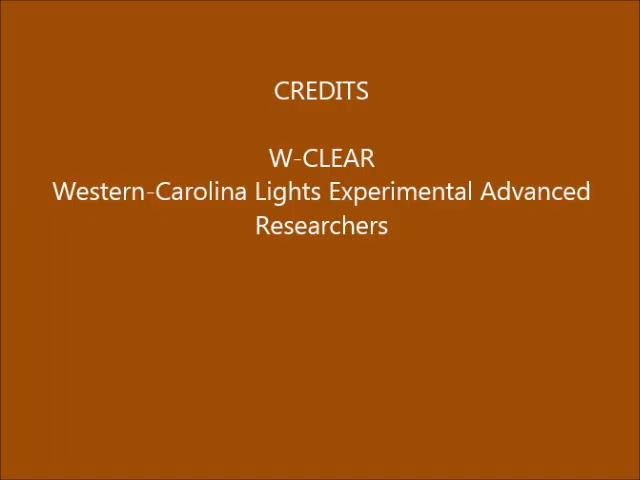 CREDITS
W-CLEAR
Western-Carolina Lights Experimental Advanced
Researchers